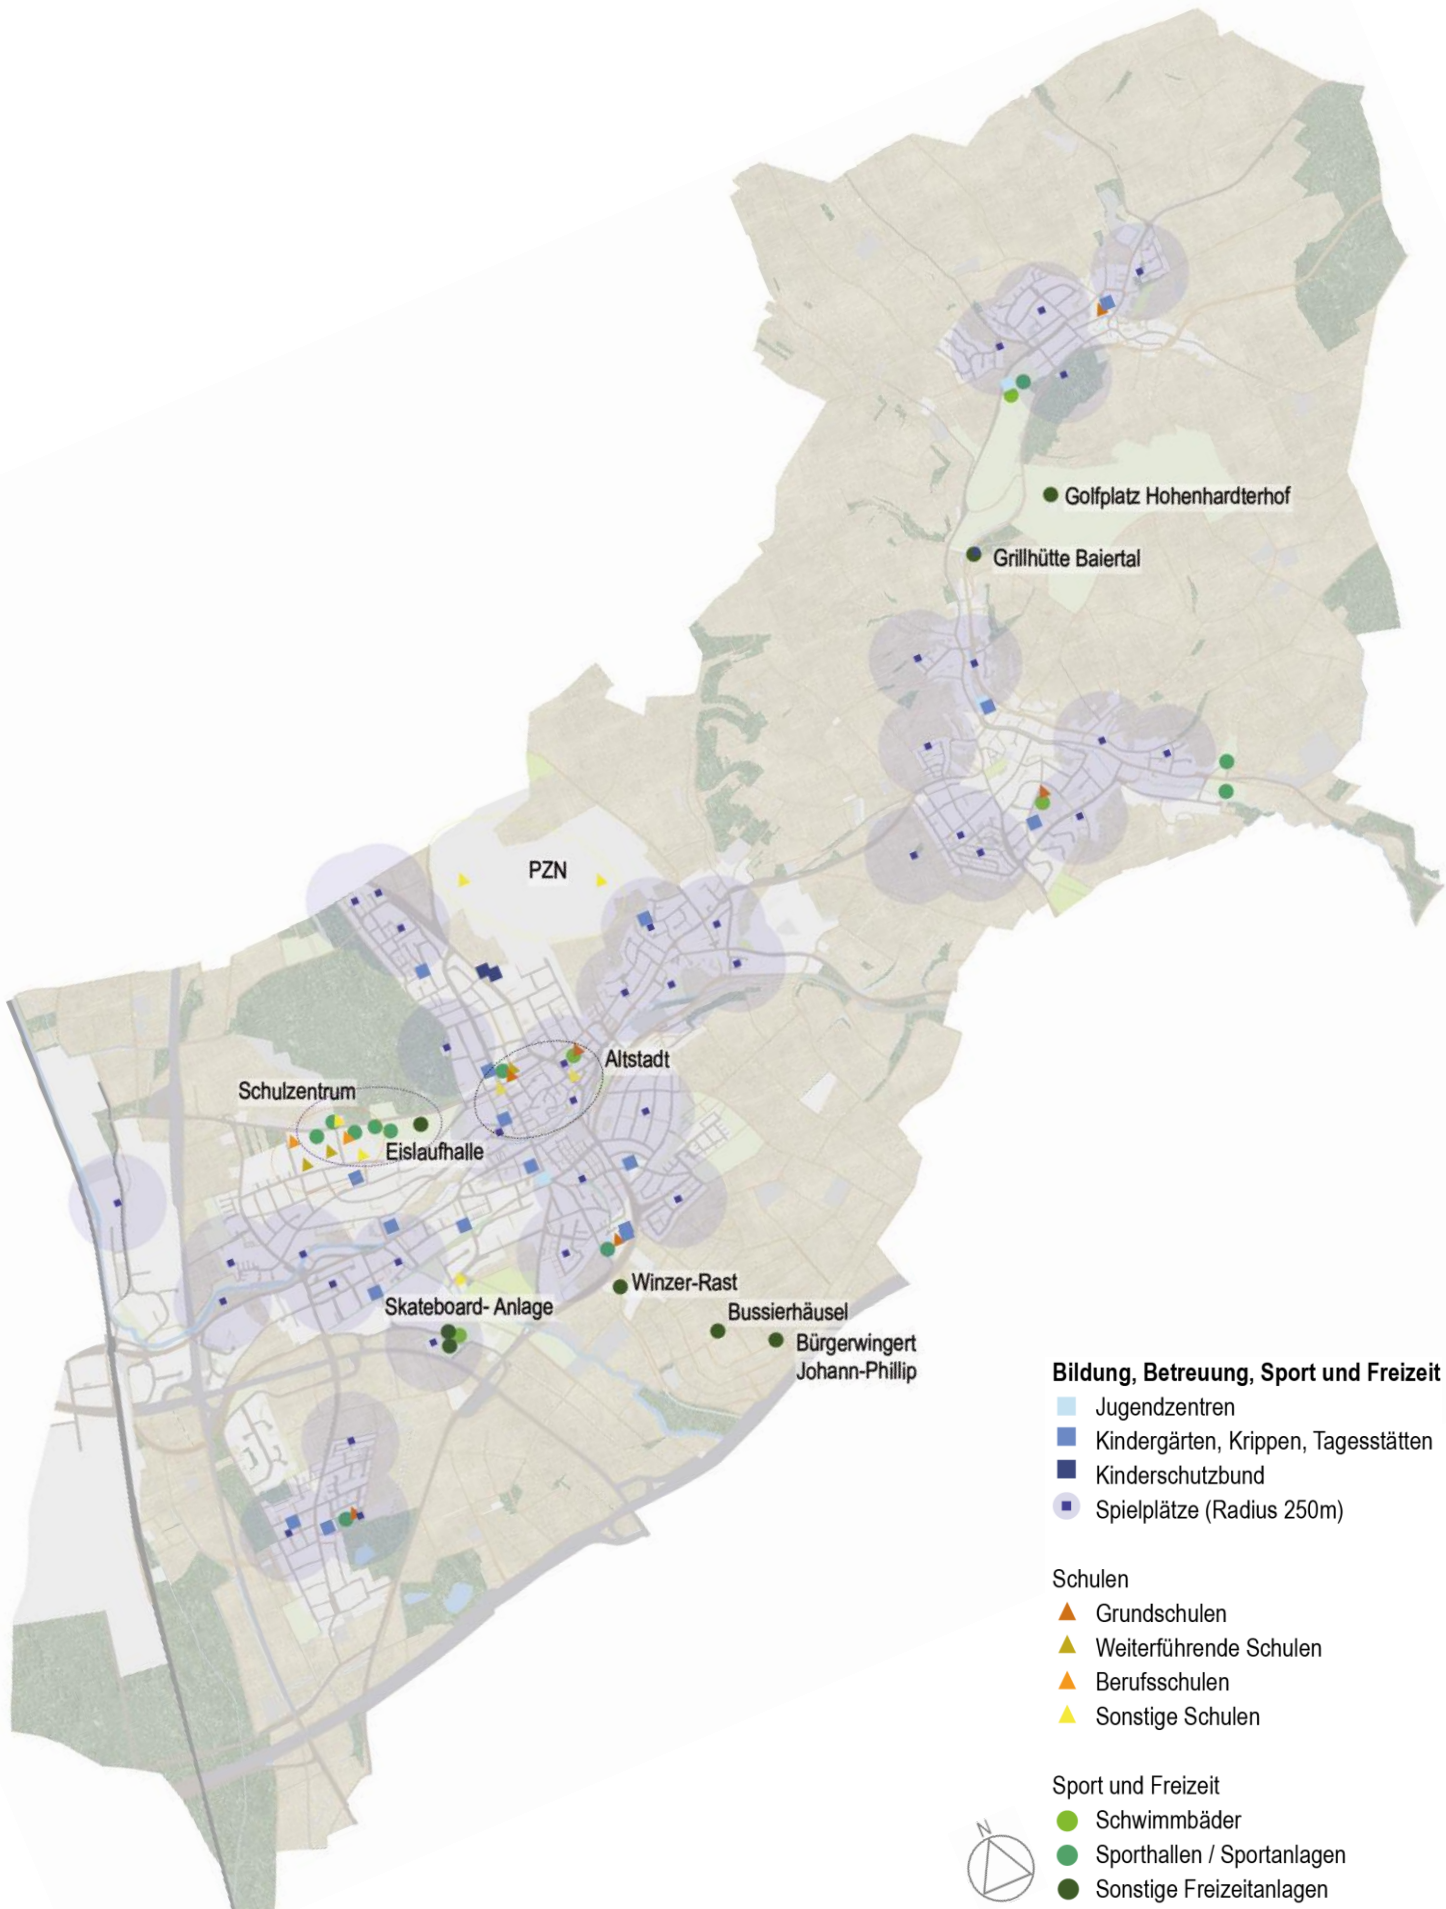 Golfplatz Hohenhardterhof
Grillhütte Baiertal
PZN
Altstadt
Schulzentrum
Eislaufhalle
Winzer-Rast
Skateboard- Anlage
Bussierhäusel
Bürgerwingert
Johann-Phillip
Bildung, Betreuung, Sport und Freizeit
Jugendzentren
Kindergärten, Krippen, Tagesstätten
Kinderschutzbund
Spielplätze (Radius 250m)
Schulen
Grundschulen
Weiterführende Schulen
Berufsschulen
Sonstige Schulen
Sport und Freizeit
Schwimmbäder
Sporthallen / Sportanlagen
Sonstige Freizeitanlagen
N